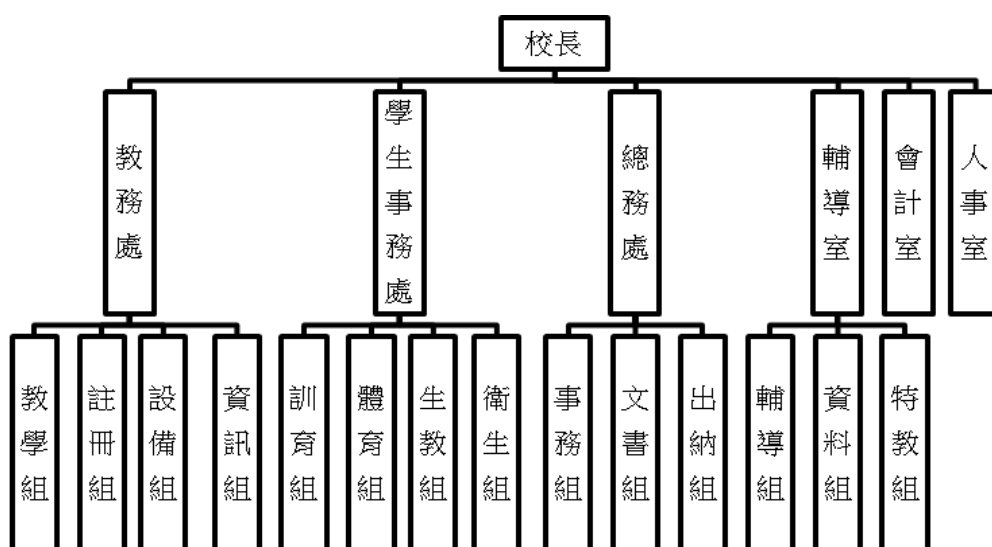 校長
教務處
學生事務處
總務處
輔導室
會計室
人事室
教學組
註冊組
設備組
資訊組
訓育組
體育組
生教組
衛生組
事務組
文書組
出納組
輔導組
資料組
特教組